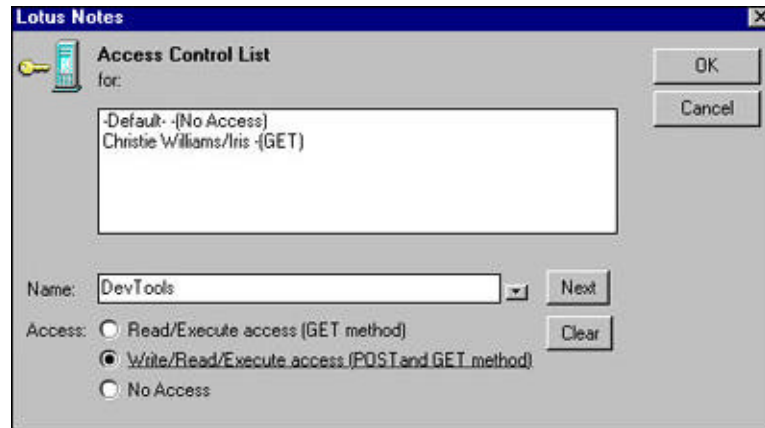 Lotus Notes
Access Control List
for:
OK
Cancel
-Default- -(No Access)
Christie Williams/Iris -(GET)
Name: DevTools Next
Access: Read/Execute access (GET method) Clear
Write/Read/Execute access (POST and GET method)
No Access